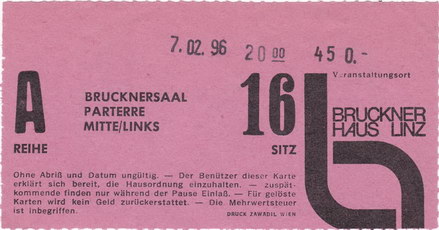 7. 02. 96 20 00 450.-
Veranstaltungsort
A
BRUCKNERSAAL
PARTERRE
MITTE/LINKS
16
BRUCKNER
HAUS LINZ
REIHE
SITZ
Ohne Abriß und Datum ungültig. — Der Benützer dieser Karte
erklärt sich bereit, die Hausordnung einzuhalten. — zuspät-
kommende finden nur während der Pause Einlaß. — Für gelöste
Karten wird kein Geld zurückerstattet. — Die Mehrwertsteuer
ist inbegriffen.
DRUCK ZAWADIL WIEN